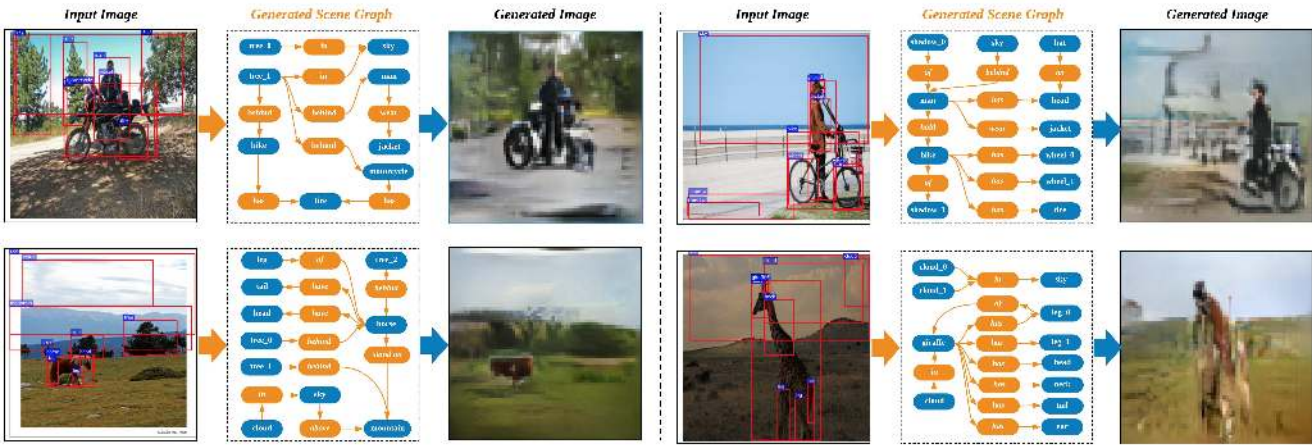 Input Image
Generated Scene Graph
Generated Image
Input Image
Generated Scene Graph
Generated Image
tree_1
in
sky
in
man
behind
behind
wear
bike
behind
jacket
motorcycle
has
tire
has
shadow_0
sky
hat
of
behind
on
man
has
head
hold
wear
jacket
bike
has
wheel_0
of
has
wheel_1
shadow_1
has
tire
leg
of
tree_2
tail
have
behind
head
have
horse
tree_0
behind
stand on
tree_1
behind
in
sky
cloud
above
mountain
cloud_0
in
sky
cloud_1
of
leg_0
has
giraffe
has
leg_1
has
head
in
has
neck
cloud
has
tail
has
ear